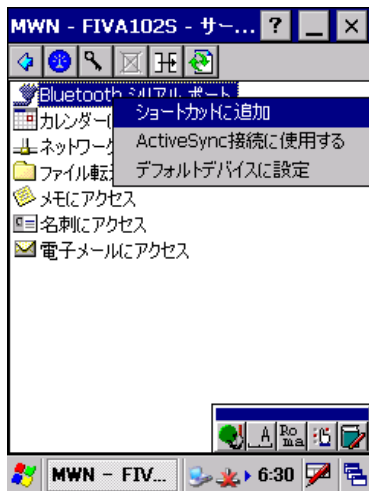 MWN - FIVA102S - サー...
Bluetooth シリアル ポート
カレンダー(
ショートカットに追加
ネットワーク
ActiveSync接続に使用する
ファイル転
デフォルトデバイスに設定
メモにアクセス
名刺にアクセス
電子メールにアクセス
A Ro ma
MWN - FIV... 6:30